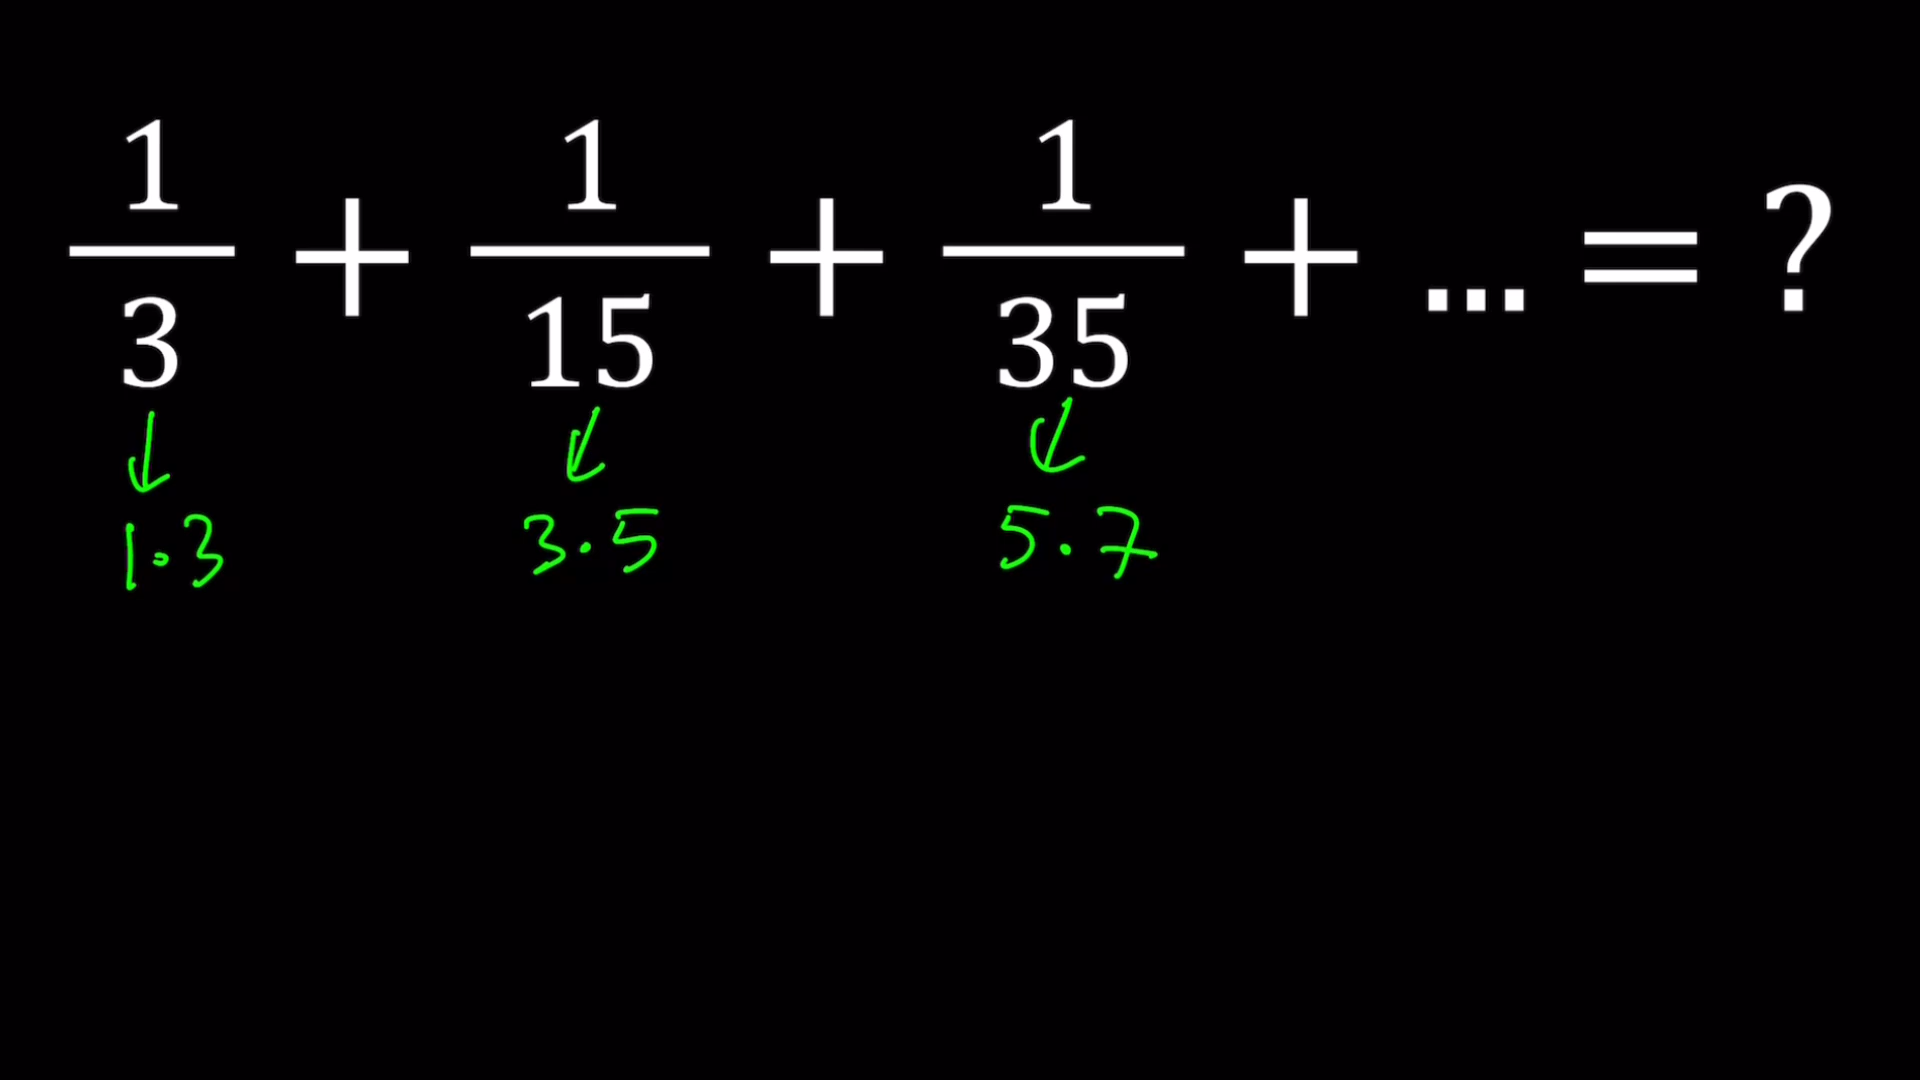 1/3 + 1/15 + 1/35 + ... = ?
1·3 3·5 5·7